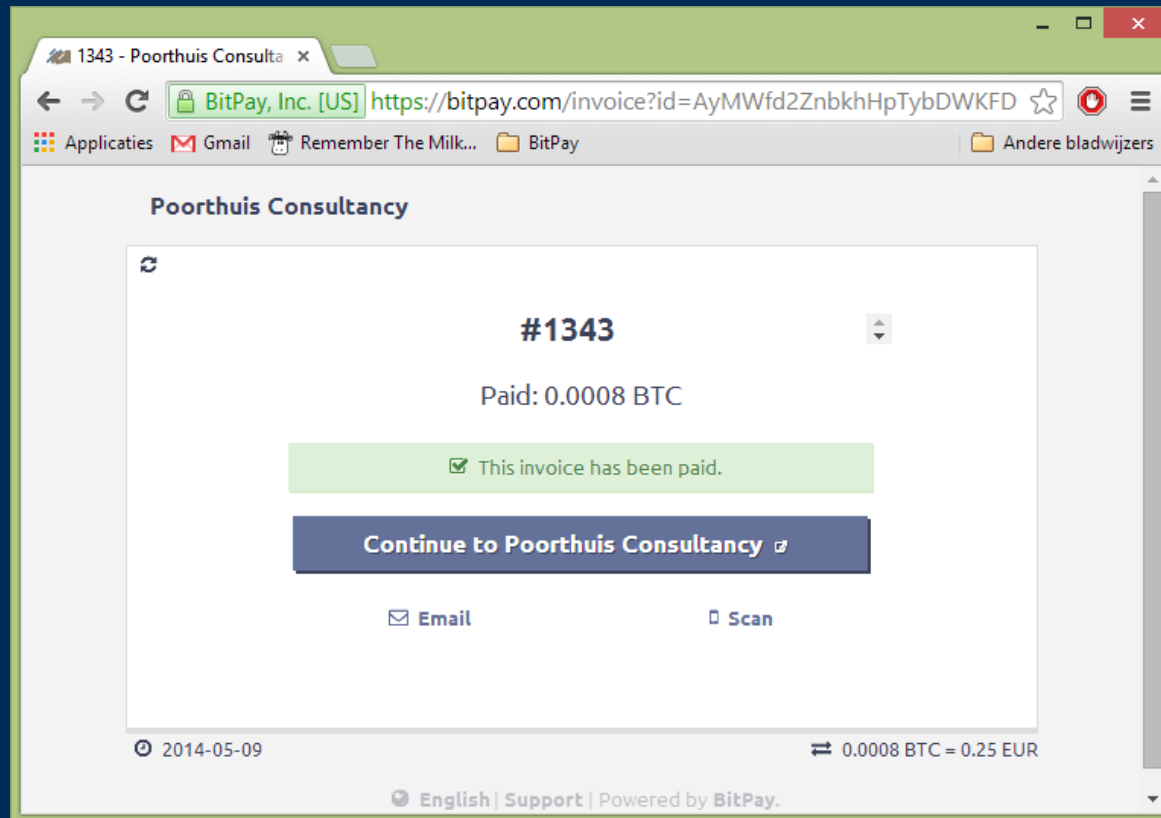 1343 - Poorthuis Consulta
BitPay, Inc. [US] https://bitpay.com/invoice?id=AyMWfd2ZnbkhHpTybDWKFD
Applicaties Gmail Remember The Milk... BitPay Andere bladwijzers
Poorthuis Consultancy
#1343
Paid: 0.0008 BTC
This invoice has been paid.
Continue to Poorthuis Consultancy
Email Scan
2014-05-09 0.0008 BTC = 0.25 EUR
English | Support | Powered by BitPay.